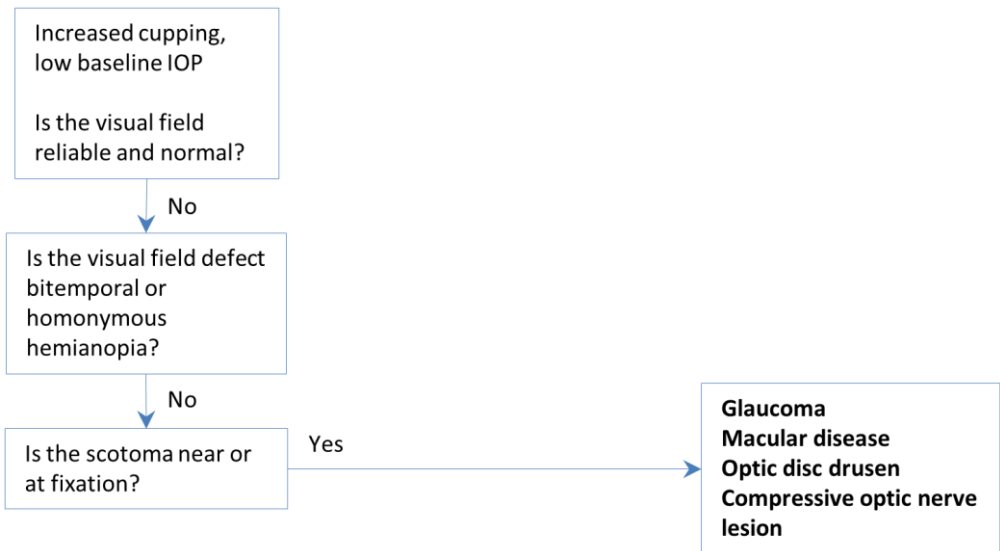 Increased cupping,
low baseline IOP
Is the visual field
reliable and normal?
No
Is the visual field defect
bitemporal or
homonymous
hemianopia?
No
Is the scotoma near or
at fixation?
Yes
Glaucoma
Macular disease
Optic disc drusen
Compressive optic nerve
lesion